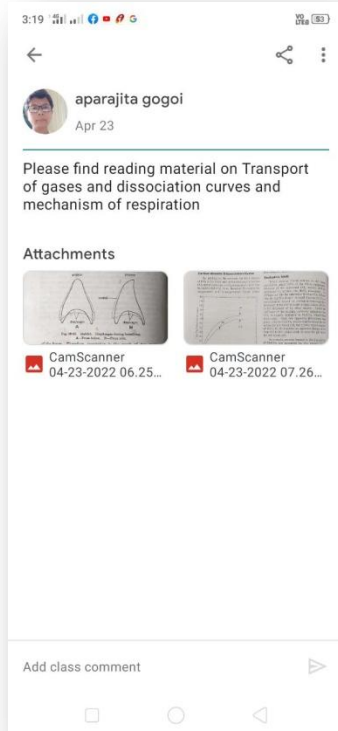 3:19
53
aparajita gogoi
Apr 23
Please find reading material on Transport
of gases and dissociation curves and
mechanism of respiration
Attachments
CamScanner
04-23-2022 06.25...
CamScanner
04-23-2022 07.26...
Add class comment